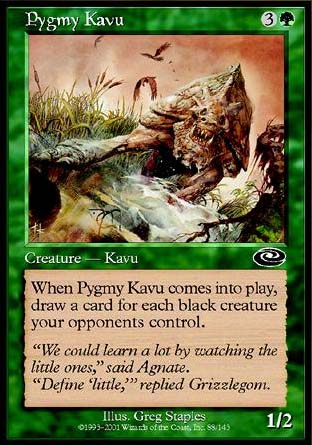 Pygmy Kavu 3
Creature — Kavu
When Pygmy Kavu comes into play,
draw a card for each black creature
your opponents control.
“We could learn a lot by watching the
little ones,” said Agnate.
“Define ‘little,’” replied Grizzlegom.
1/2
Illus. Greg Staples
©1993–2001 Wizards of the Coast, Inc. 88/143